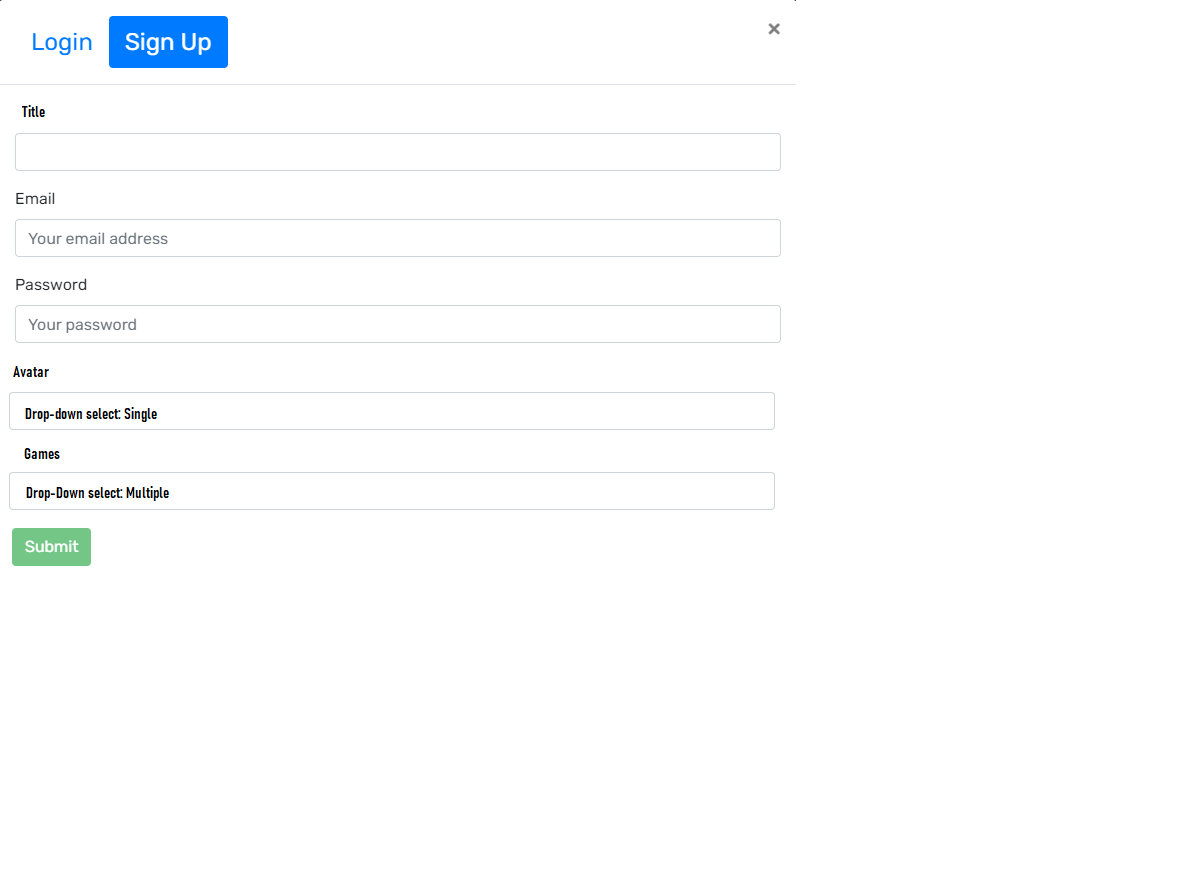 Login Sign Up ×
Title
Email
Your email address
Password
Your password
Avatar
Drop-down select: Single
Games
Drop-Down select: Multiple
Submit